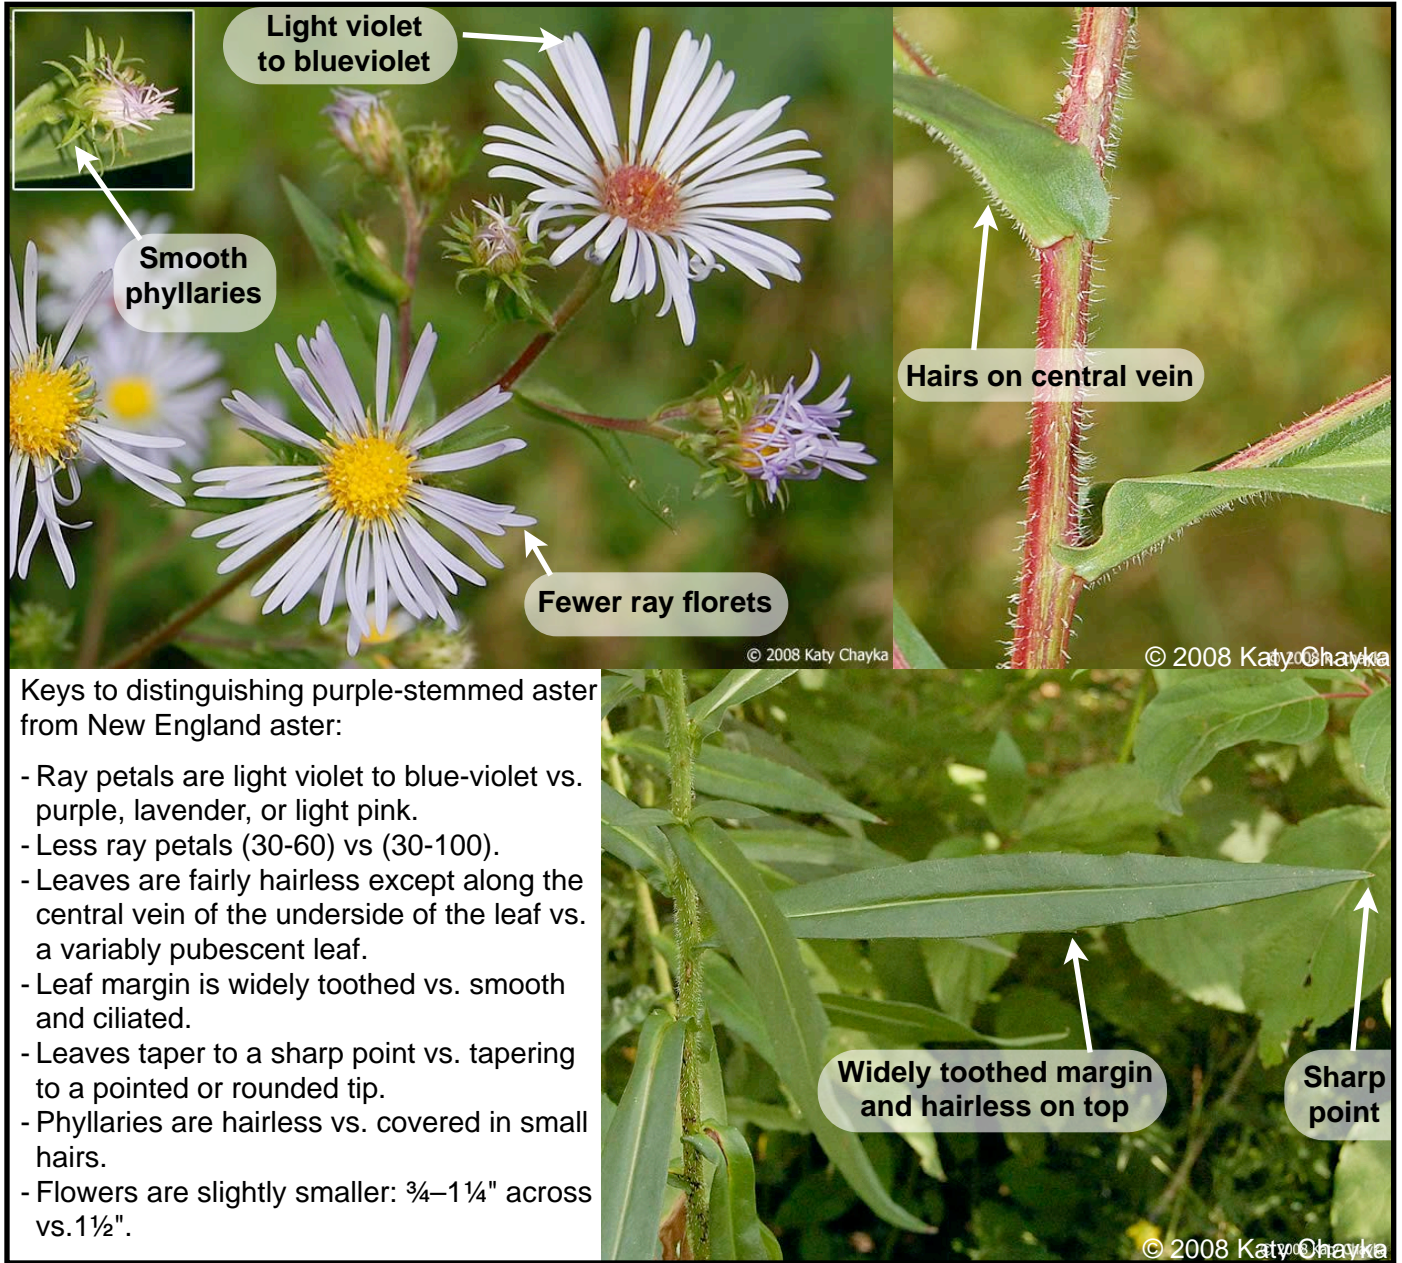 Light violet
to blueviolet
Smooth
phyllaries
Hairs on central vein
Fewer ray florets
© 2008 Katy Chayka
© 2008 Katy Chayka
Keys to distinguishing purple-stemmed aster
from New England aster:
- Ray petals are light violet to blue-violet vs.
purple, lavender, or light pink.
- Less ray petals (30-60) vs (30-100).
- Leaves are fairly hairless except along the
central vein of the underside of the leaf vs.
a variably pubescent leaf.
- Leaf margin is widely toothed vs. smooth
and ciliated.
- Leaves taper to a sharp point vs. tapering
to a pointed or rounded tip.
- Phyllaries are hairless vs. covered in small
hairs.
- Flowers are slightly smaller: ¾–1¼" across
vs.1½".
Widely toothed margin
and hairless on top
Sharp
point
© 2008 Katy Chayka